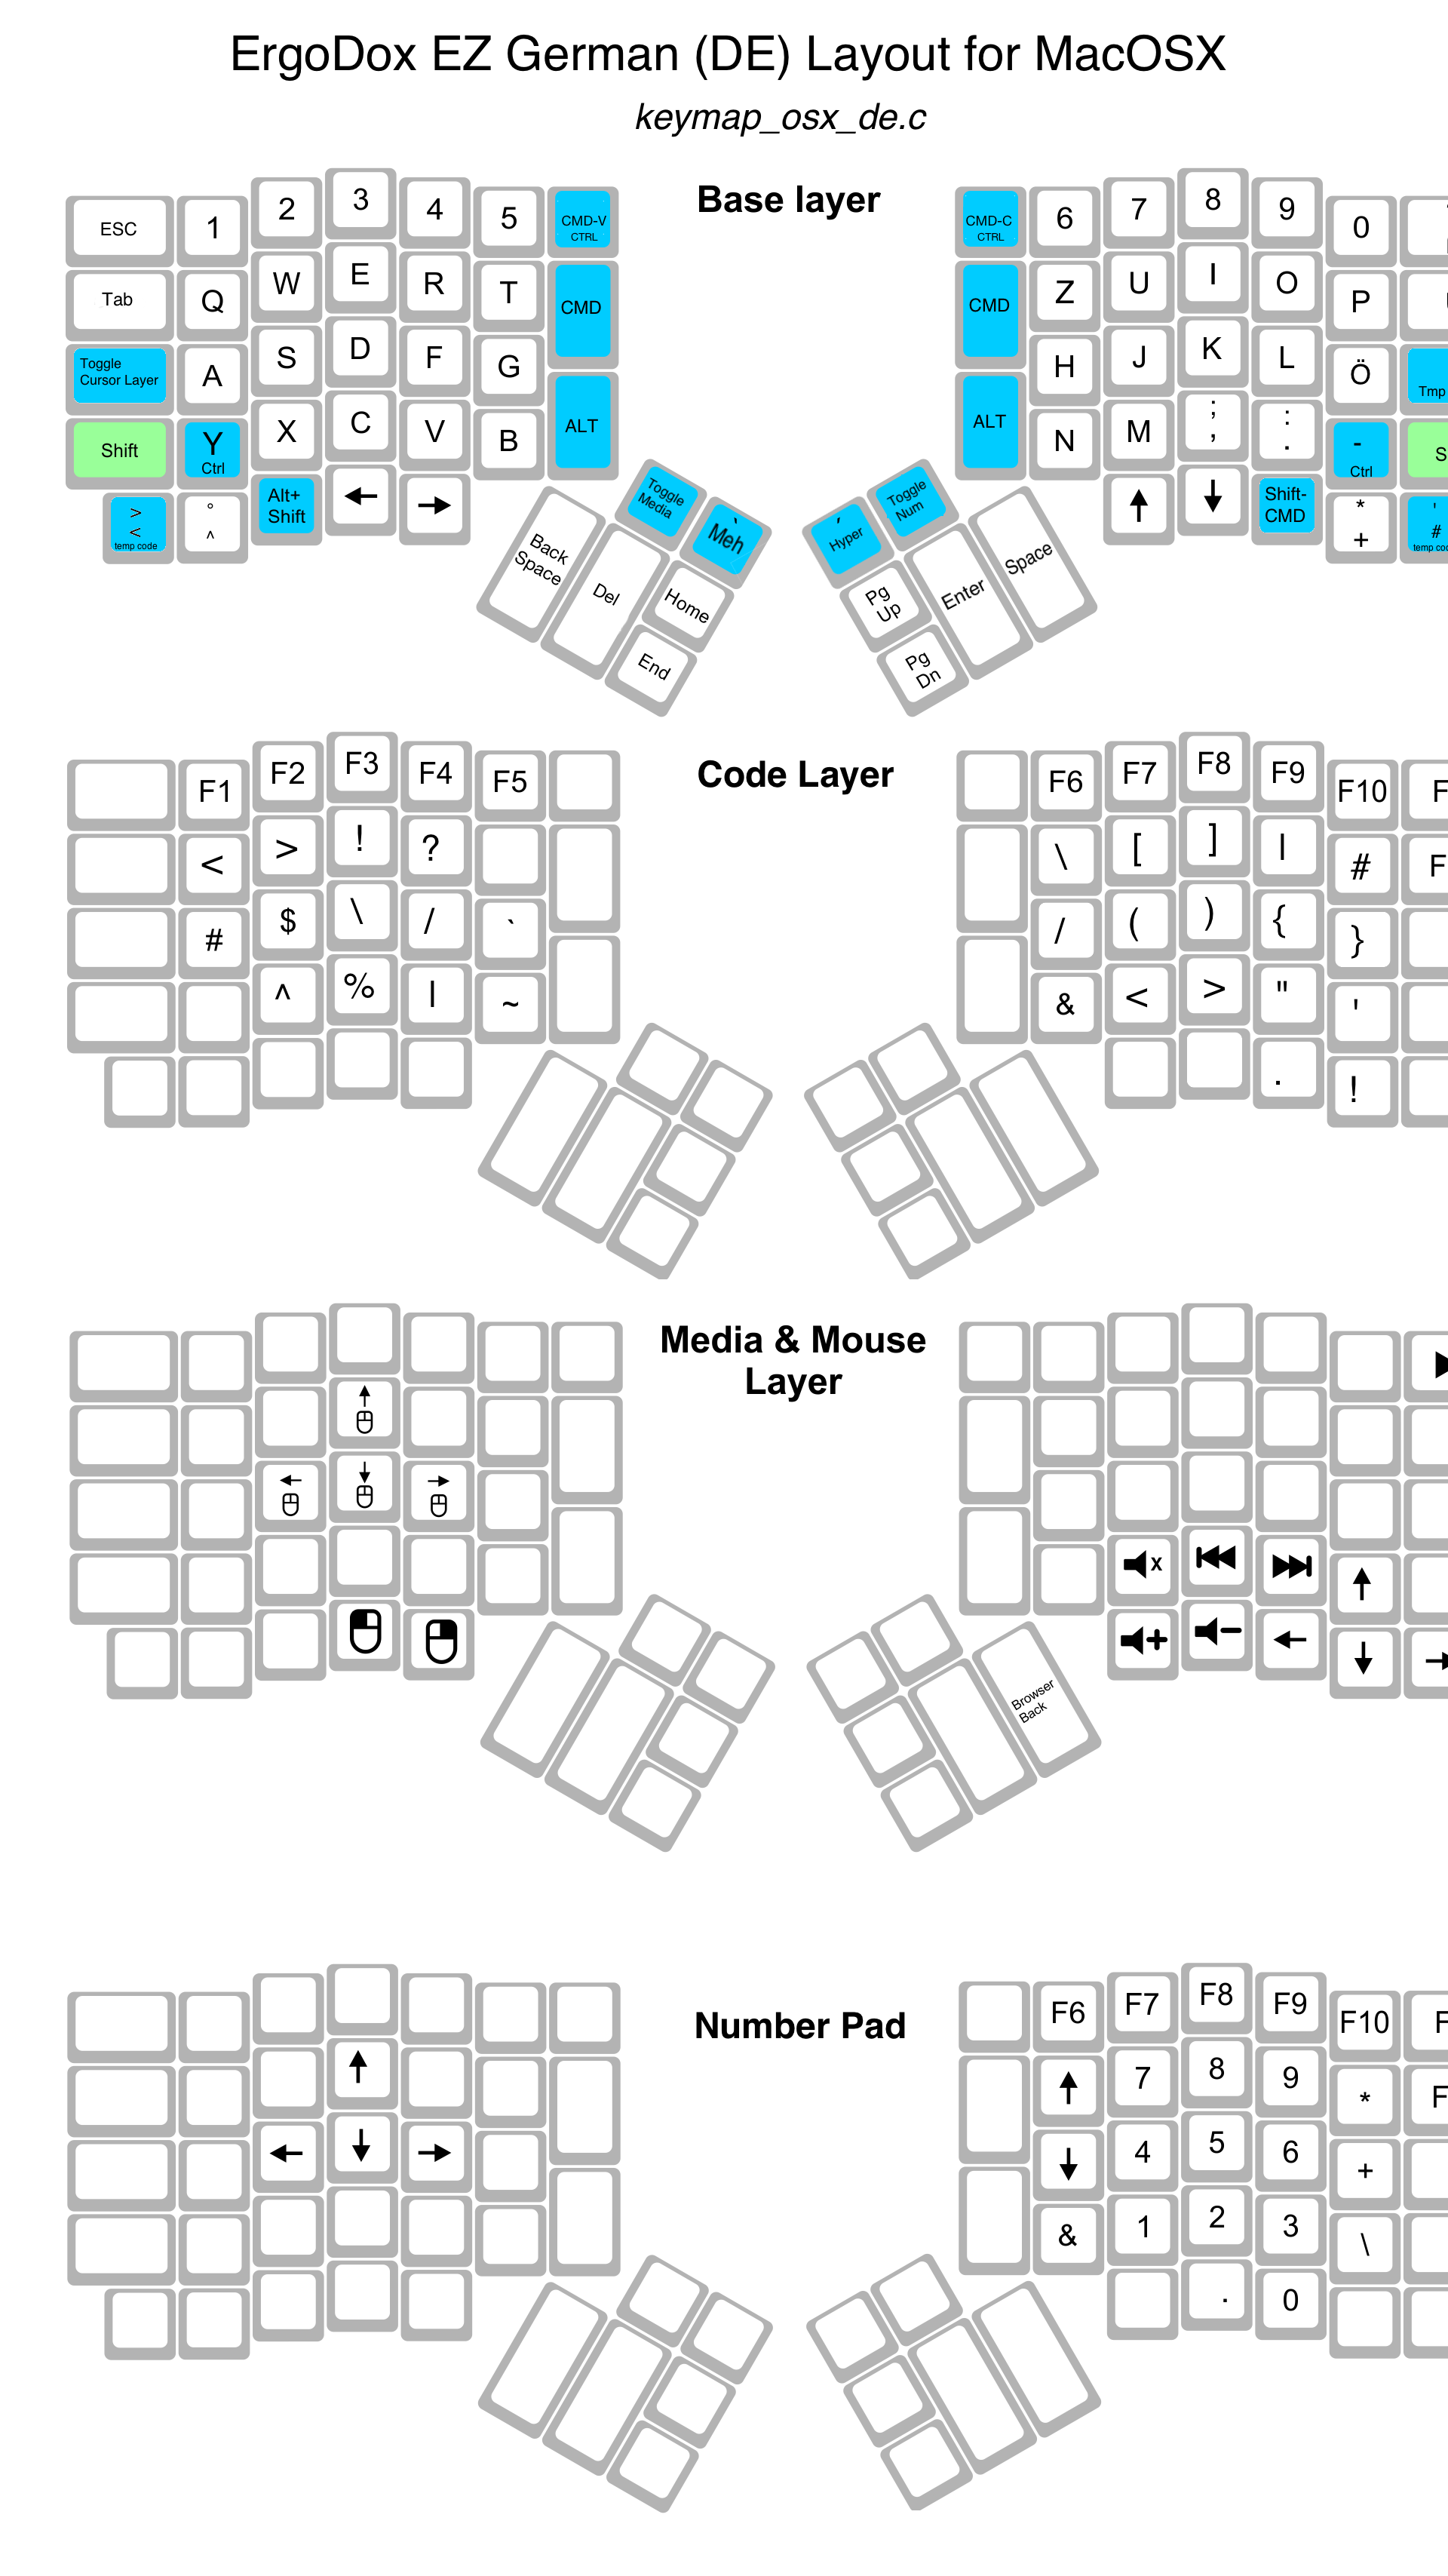 ErgoDox EZ German (DE) Layout for MacOSX
keymap_osx_de.c
Base layer
ESC 1 2 3 4 5 CMD-V CTRL
CMD-C CTRL 6 7 8 9 0
Tab Q W E R T CMD
CMD Z U I O P
Toggle Cursor Layer A S D F G
H J K L Ö Tmp
Shift Y Ctrl X C V B ALT
ALT N M ; , : . - Ctrl S
> < temp code ° ^ Alt+ Shift ← →
↑ ↓ Shift- CMD * + ' # temp cod
Toggle Media ` Meh
Back Space Del Home End
´ Hyper Toggle Num
Pg Up Enter Space
Pg Dn
Code Layer
F1 F2 F3 F4 F5
F6 F7 F8 F9 F10 F
< > ! ?
\ [ ] | # F
# $ \ / `
/ ( ) { }
^ % | ~
& < > " '
. !
Media & Mouse
Layer
↑
← ↓ →
x
↑
+ − ← ↓ →
Browser
Back
Number Pad
F6 F7 F8 F9 F10 F
↑
↑ 7 8 9 * F
← ↓ →
↓ 4 5 6 +
& 1 2 3 \
. 0